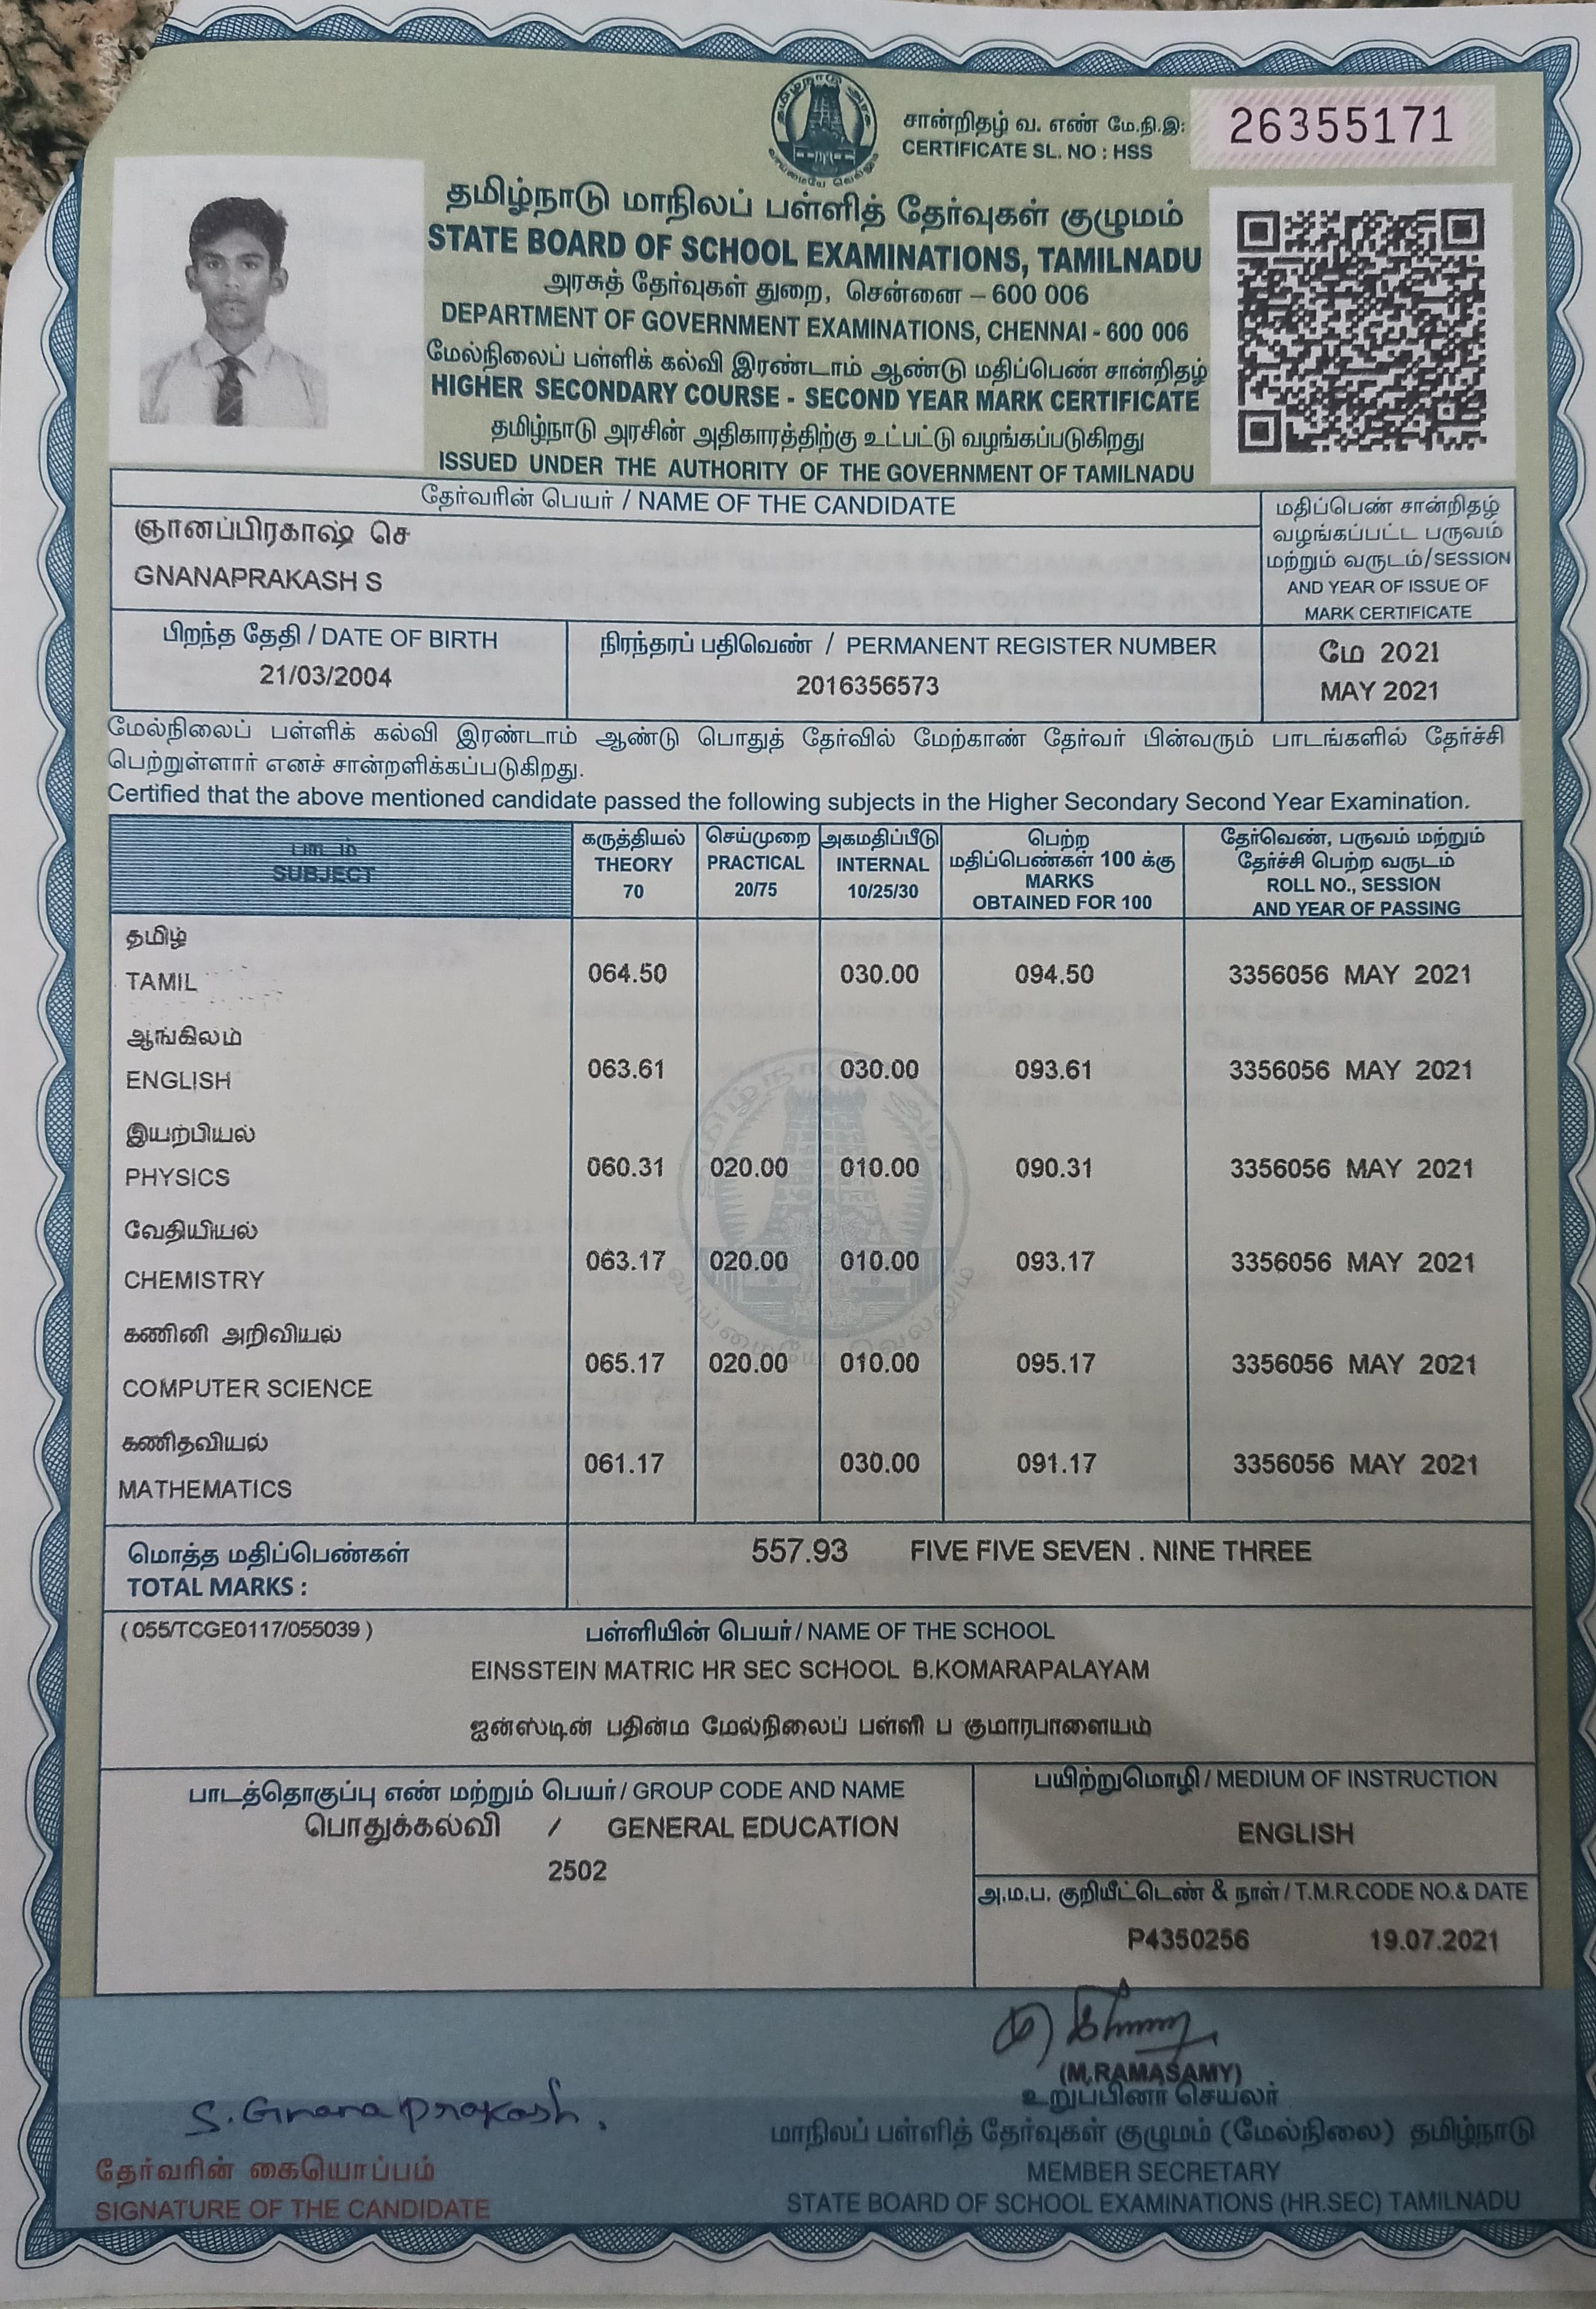 தமிழ்நாடு அரசு
வாய்மையே வெல்லும்
சான்றிதழ் வ. எண் மே.நி.இ:
CERTIFICATE SL. NO : HSS
26355171
தமிழ்நாடு மாநிலப் பள்ளித் தேர்வுகள் குழுமம்
STATE BOARD OF SCHOOL EXAMINATIONS, TAMILNADU
அரசுத் தேர்வுகள் துறை, சென்னை – 600 006
DEPARTMENT OF GOVERNMENT EXAMINATIONS, CHENNAI - 600 006
மேல்நிலைப் பள்ளிக் கல்வி இரண்டாம் ஆண்டு மதிப்பெண் சான்றிதழ்
HIGHER SECONDARY COURSE - SECOND YEAR MARK CERTIFICATE
தமிழ்நாடு அரசின் அதிகாரத்திற்கு உட்பட்டு வழங்கப்படுகிறது
ISSUED UNDER THE AUTHORITY OF THE GOVERNMENT OF TAMILNADU
தேர்வரின் பெயர் / NAME OF THE CANDIDATE
ஞானப்பிரகாஷ் செ
GNANAPRAKASH S
மதிப்பெண் சான்றிதழ்
வழங்கப்பட்ட பருவம்
மற்றும் வருடம்/SESSION
AND YEAR OF ISSUE OF
MARK CERTIFICATE
பிறந்த தேதி / DATE OF BIRTH
21/03/2004
நிரந்தரப் பதிவெண் / PERMANENT REGISTER NUMBER
2016356573
மே 2021
MAY 2021
மேல்நிலைப் பள்ளிக் கல்வி இரண்டாம் ஆண்டு பொதுத் தேர்வில் மேற்காண் தேர்வர் பின்வரும் பாடங்களில் தேர்ச்சி
பெற்றுள்ளார் எனச் சான்றளிக்கப்படுகிறது.
Certified that the above mentioned candidate passed the following subjects in the Higher Secondary Second Year Examination.
பாடம்
SUBJECT
கருத்தியல்
THEORY
70
செய்முறை
PRACTICAL
20/75
அகமதிப்பீடு
INTERNAL
10/25/30
பெற்ற
மதிப்பெண்கள் 100 க்கு
MARKS
OBTAINED FOR 100
தேர்வெண், பருவம் மற்றும்
தேர்ச்சி பெற்ற வருடம்
ROLL NO., SESSION
AND YEAR OF PASSING
தமிழ்
TAMIL 064.50 030.00 094.50 3356056 MAY 2021
ஆங்கிலம்
ENGLISH 063.61 030.00 093.61 3356056 MAY 2021
இயற்பியல்
PHYSICS 060.31 020.00 010.00 090.31 3356056 MAY 2021
வேதியியல்
CHEMISTRY 063.17 020.00 010.00 093.17 3356056 MAY 2021
கணினி அறிவியல்
COMPUTER SCIENCE 065.17 020.00 010.00 095.17 3356056 MAY 2021
கணிதவியல்
MATHEMATICS 061.17 030.00 091.17 3356056 MAY 2021
மொத்த மதிப்பெண்கள்
TOTAL MARKS :
557.93 FIVE FIVE SEVEN . NINE THREE
( 055/TCGE0117/055039 )
பள்ளியின் பெயர் / NAME OF THE SCHOOL
EINSSTEIN MATRIC HR SEC SCHOOL B.KOMARAPALAYAM
ஐன்ஸ்டின் பதின்ம மேல்நிலைப் பள்ளி ப குமாரபாளையம்
பாடத்தொகுப்பு எண் மற்றும் பெயர் / GROUP CODE AND NAME
பொதுக்கல்வி / GENERAL EDUCATION
2502
பயிற்றுமொழி / MEDIUM OF INSTRUCTION
ENGLISH
அ.ம.ப. குறியீட்டெண் & நாள் / T.M.R.CODE NO.& DATE
P4350256 19.07.2021
S. Gnanaprakash.
தேர்வரின் கையொப்பம்
SIGNATURE OF THE CANDIDATE
(M.RAMASAMY)
உறுப்பினர் செயலர்
மாநிலப் பள்ளித் தேர்வுகள் குழுமம் (மேல்நிலை) தமிழ்நாடு
MEMBER SECRETARY
STATE BOARD OF SCHOOL EXAMINATIONS (HR.SEC) TAMILNADU